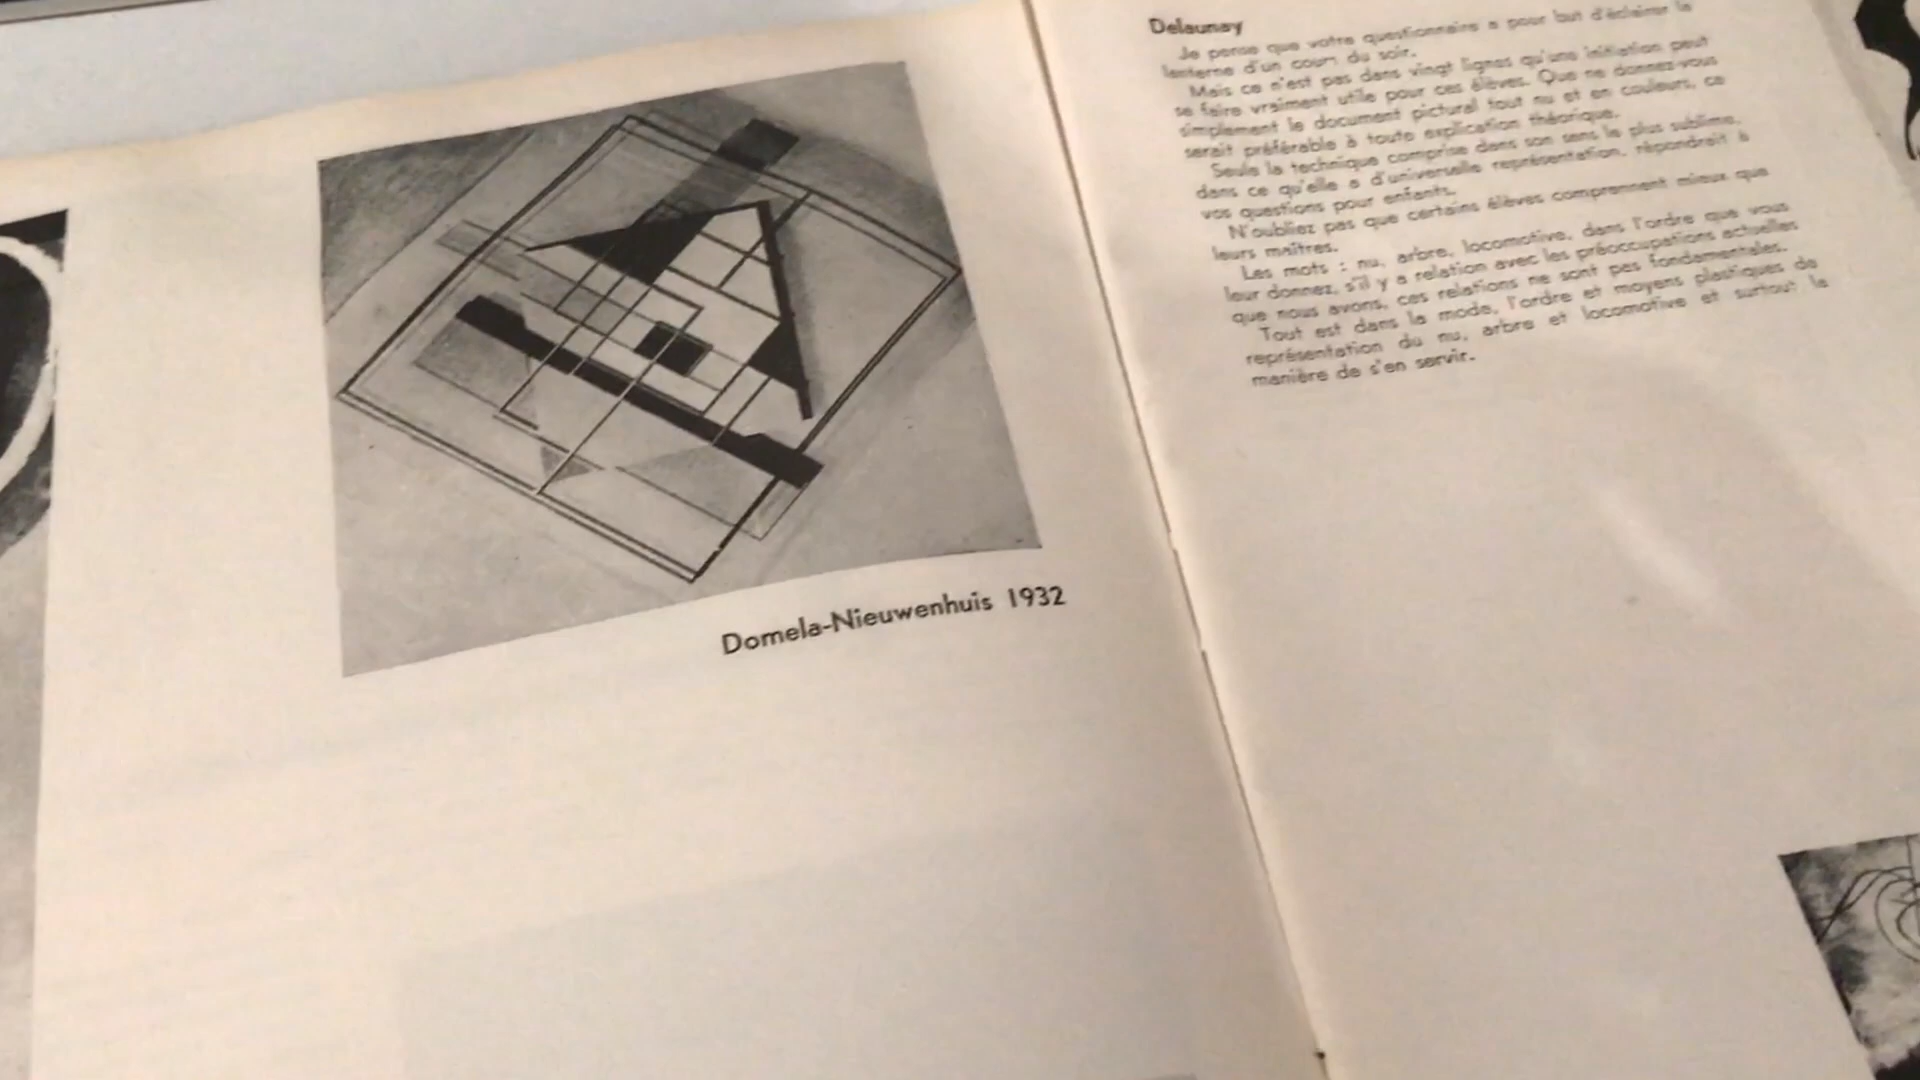 Domela-Nieuwenhuis 1932
Delaunay
Je pense que votre questionnaire a pour but d'éclairer la
lanterne d'un cours du soir.
Mais ce n'est pas dans vingt lignes qu'une initiation peut
se faire vraiment utile pour ces élèves. Que ne donnez-vous
simplement le document pictural tout nu et en couleurs, ce
serait préférable à toute explication théorique.
Seule la technique comprise dans son sens le plus sublime,
dans ce qu'elle a d'universelle représentation, répondrait à
vos questions pour enfants.
N'oubliez pas que certains élèves comprennent mieux que
leurs maîtres.
Les mots : nu, arbre, locomotive, dans l'ordre que vous
leur donnez, s'il y a relation avec les préoccupations actuelles
que nous avons, ces relations ne sont pas fondamentales.
Tout est dans la mode, l'ordre et moyens plastiques de
représentation du nu, arbre et locomotive et surtout la
manière de s'en servir.